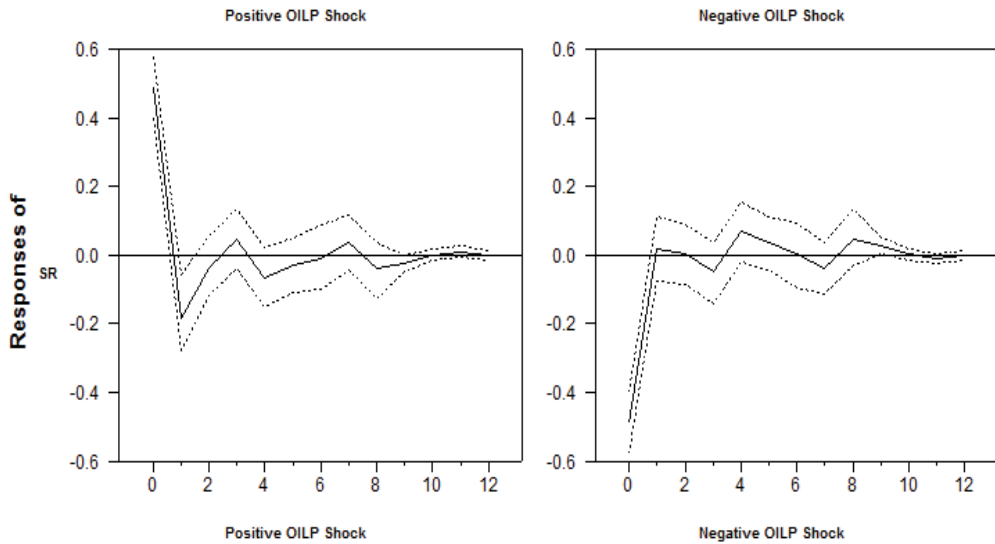 Positive OILP Shock
Negative OILP Shock
Responses of
SR
0.6
0.4
0.2
0.0
-0.2
-0.4
-0.6
0 2 4 6 8 10 12
0.6
0.4
0.2
0.0
-0.2
-0.4
-0.6
0 2 4 6 8 10 12
Positive OILP Shock
Negative OILP Shock